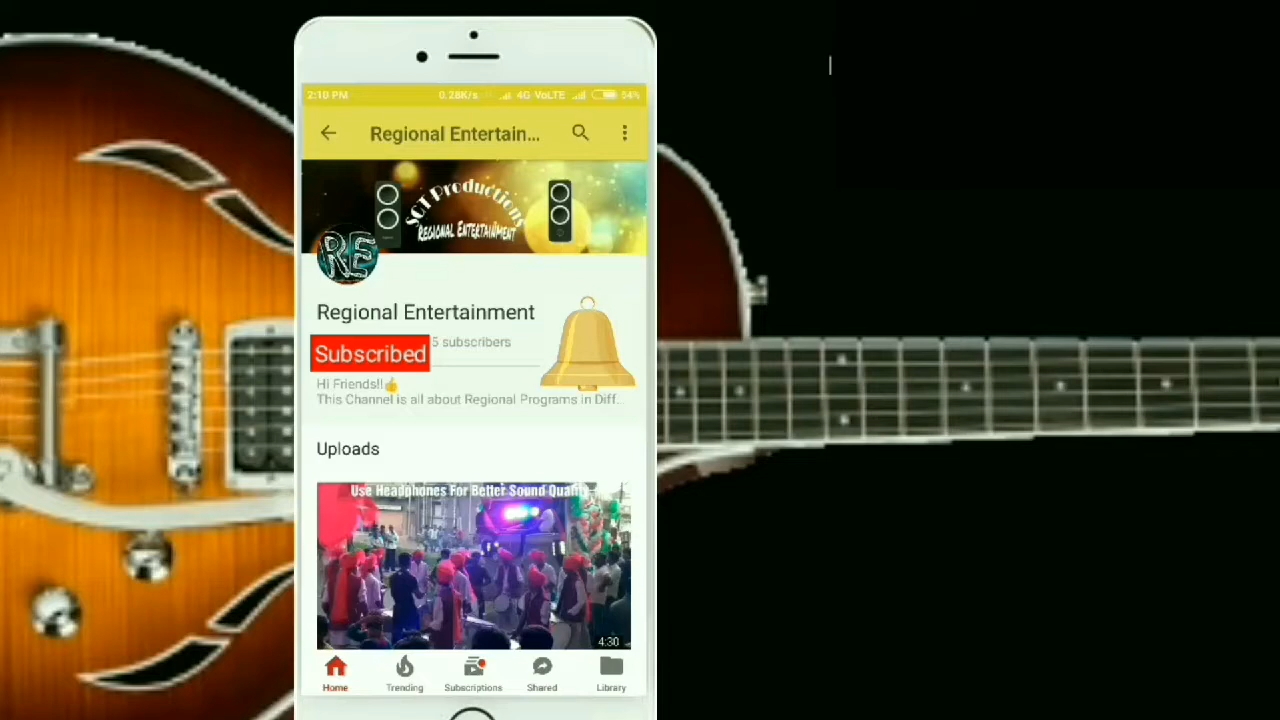 2:10 PM 0.28K/s 4G VoLTE 54%
Regional Entertain...
SGT Productions
Regional Entertainment
RE
Regional Entertainment
Subscribed 5 subscribers
Hi Friends!!👍
This Channel is all about Regional Programs in Diff...
Uploads
Use Headphones For Better Sound Quality
4:30
Home Trending Subscriptions Shared Library